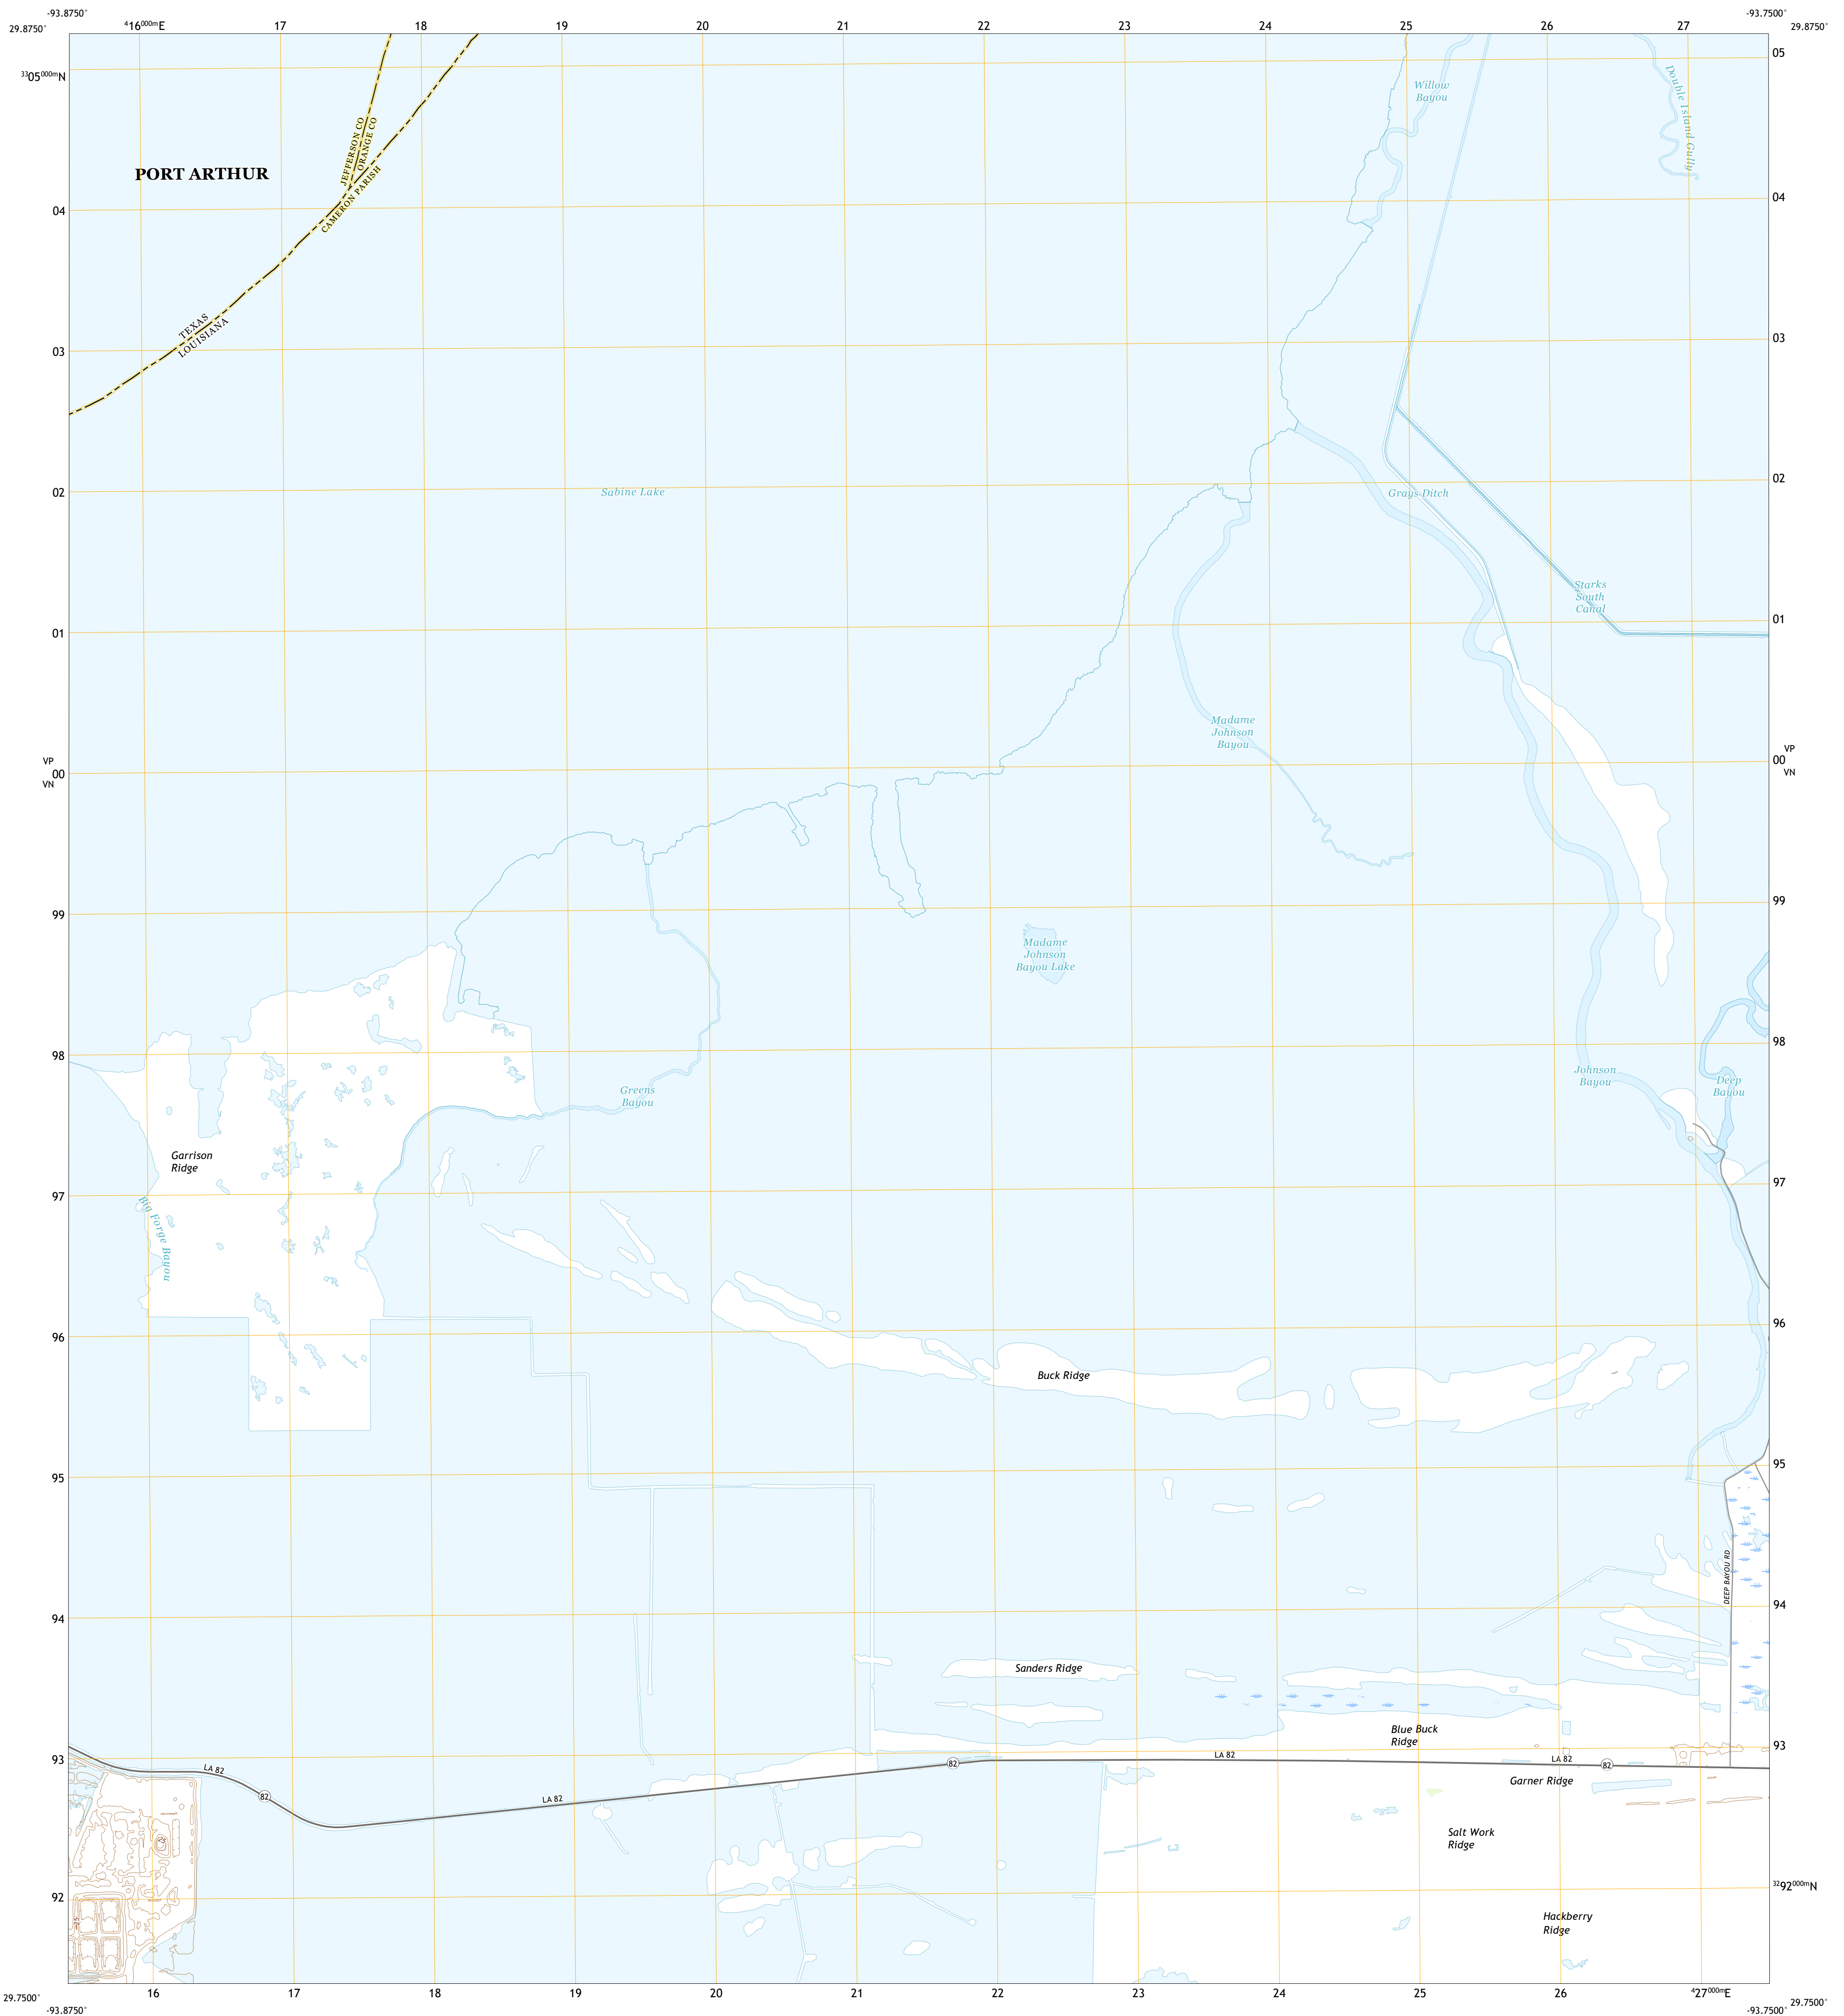 -93.8750°
-93.7500°
29.8750°
⁴16⁰⁰⁰ᵐE
17
18
19
20
21
22
23
24
25
26
27
29.8750°
³³05⁰⁰⁰ᵐN
05
Willow
Bayou
Double Island Gully
JEFFERSON CO
ORANGE CO
CAMERON PARISH
PORT ARTHUR
04
04
TEXAS
LOUISIANA
03
03
Sabine Lake
Grays Ditch
02
02
Starks
South
Canal
01
01
Madame
Johnson
Bayou
VP
00
VN
VP
00
VN
99
99
Madame
Johnson
Bayou Lake
98
98
Johnson
Bayou
Deep
Bayou
Greens
Bayou
Garrison
Ridge
97
97
Big Forge Bayou
96
96
Buck Ridge
95
95
DEEP BAYOU RD
94
94
Sanders Ridge
Blue Buck
Ridge
93
93
LA 82
82
LA 82
LA 82
82
LA 82
82
Garner Ridge
Salt Work
Ridge
92
³²92⁰⁰⁰ᵐN
25
Hackberry
Ridge
29.7500°
16
17
18
19
20
21
22
23
24
25
26
⁴27⁰⁰⁰ᵐE
29.7500°
-93.8750°
-93.7500°